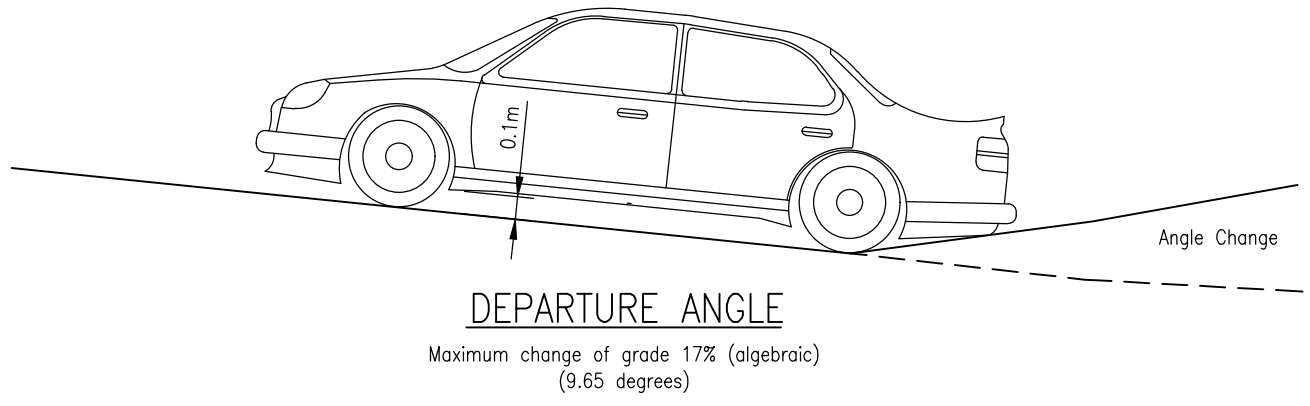 0.1m
Angle Change
DEPARTURE ANGLE
Maximum change of grade 17% (algebraic)
(9.65 degrees)